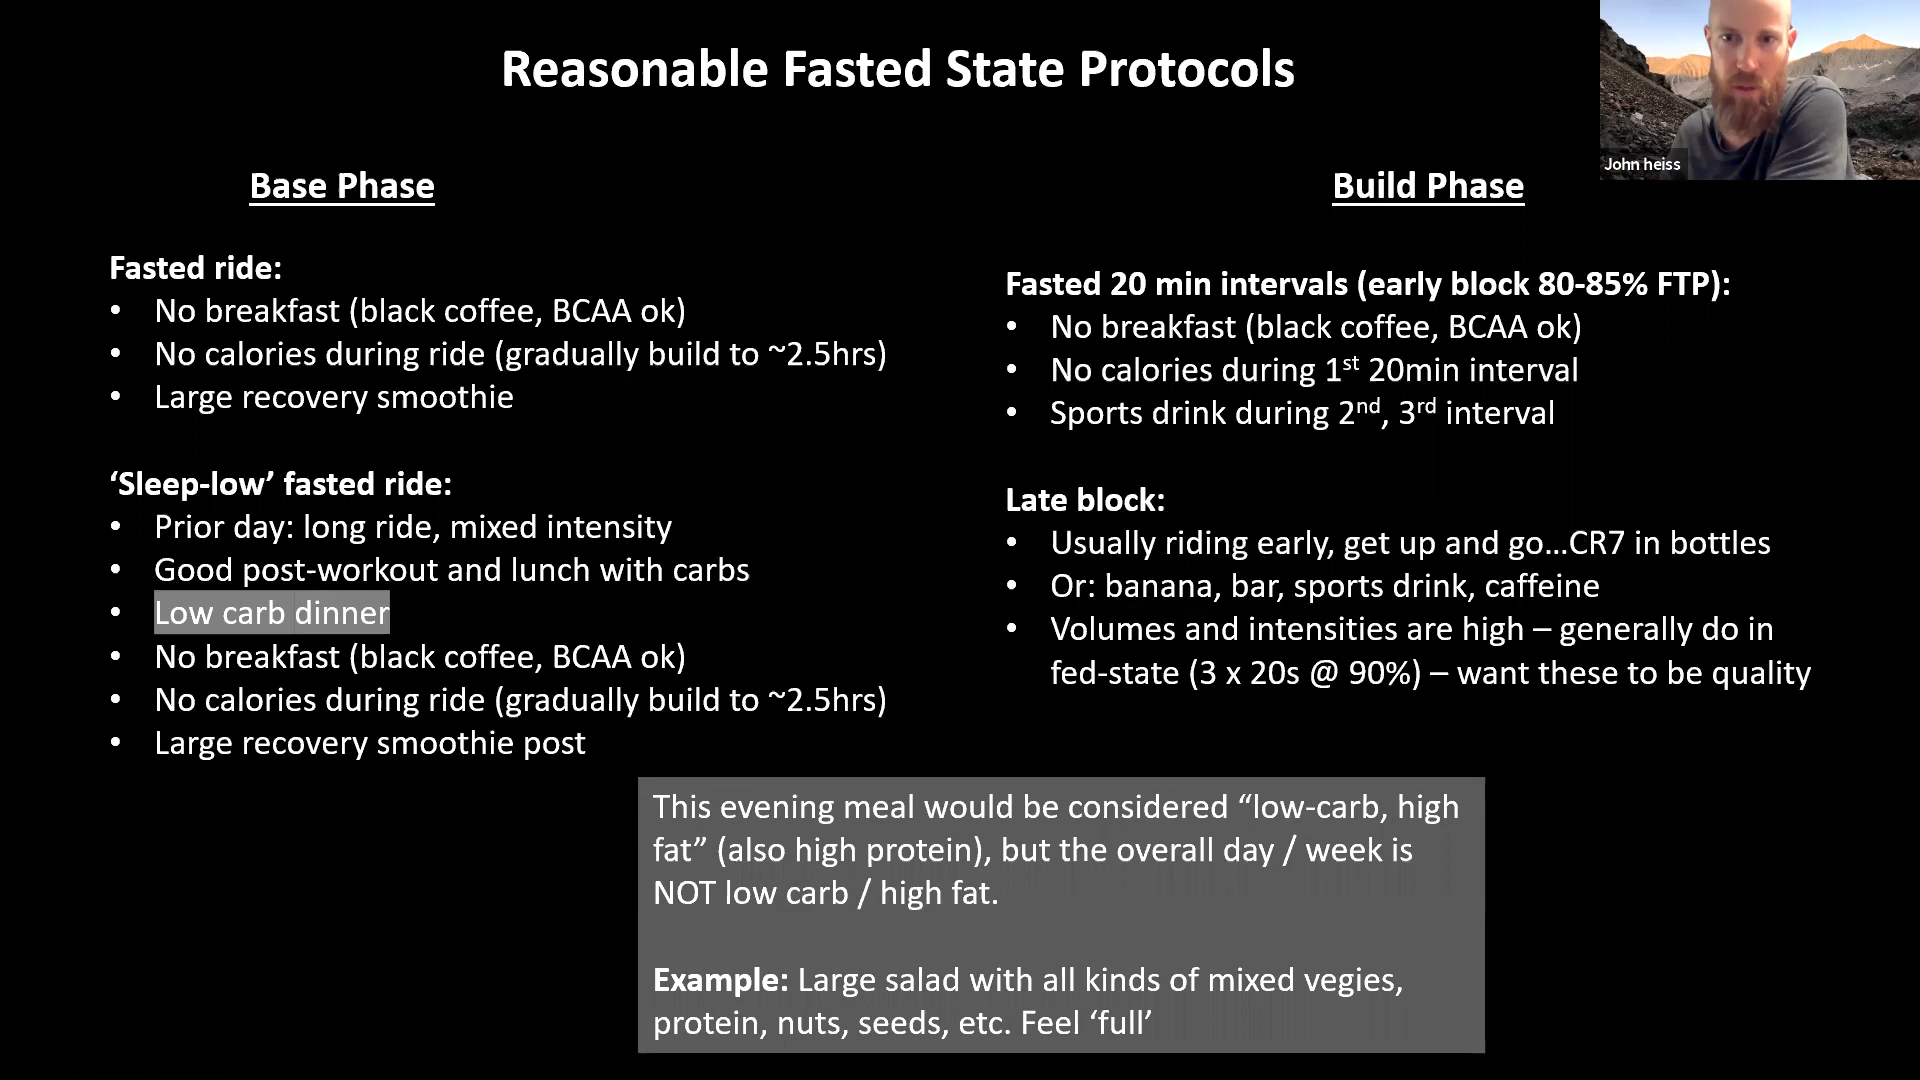 Reasonable Fasted State Protocols
John heiss
Base Phase
Fasted ride:
• No breakfast (black coffee, BCAA ok)
• No calories during ride (gradually build to ~2.5hrs)
• Large recovery smoothie
‘Sleep-low’ fasted ride:
• Prior day: long ride, mixed intensity
• Good post-workout and lunch with carbs
• Low carb dinner
• No breakfast (black coffee, BCAA ok)
• No calories during ride (gradually build to ~2.5hrs)
• Large recovery smoothie post
Build Phase
Fasted 20 min intervals (early block 80-85% FTP):
• No breakfast (black coffee, BCAA ok)
• No calories during 1st 20min interval
• Sports drink during 2nd, 3rd interval
Late block:
• Usually riding early, get up and go…CR7 in bottles
• Or: banana, bar, sports drink, caffeine
• Volumes and intensities are high – generally do in
fed-state (3 x 20s @ 90%) – want these to be quality
This evening meal would be considered “low-carb, high
fat” (also high protein), but the overall day / week is
NOT low carb / high fat.
Example: Large salad with all kinds of mixed vegies,
protein, nuts, seeds, etc. Feel ‘full’